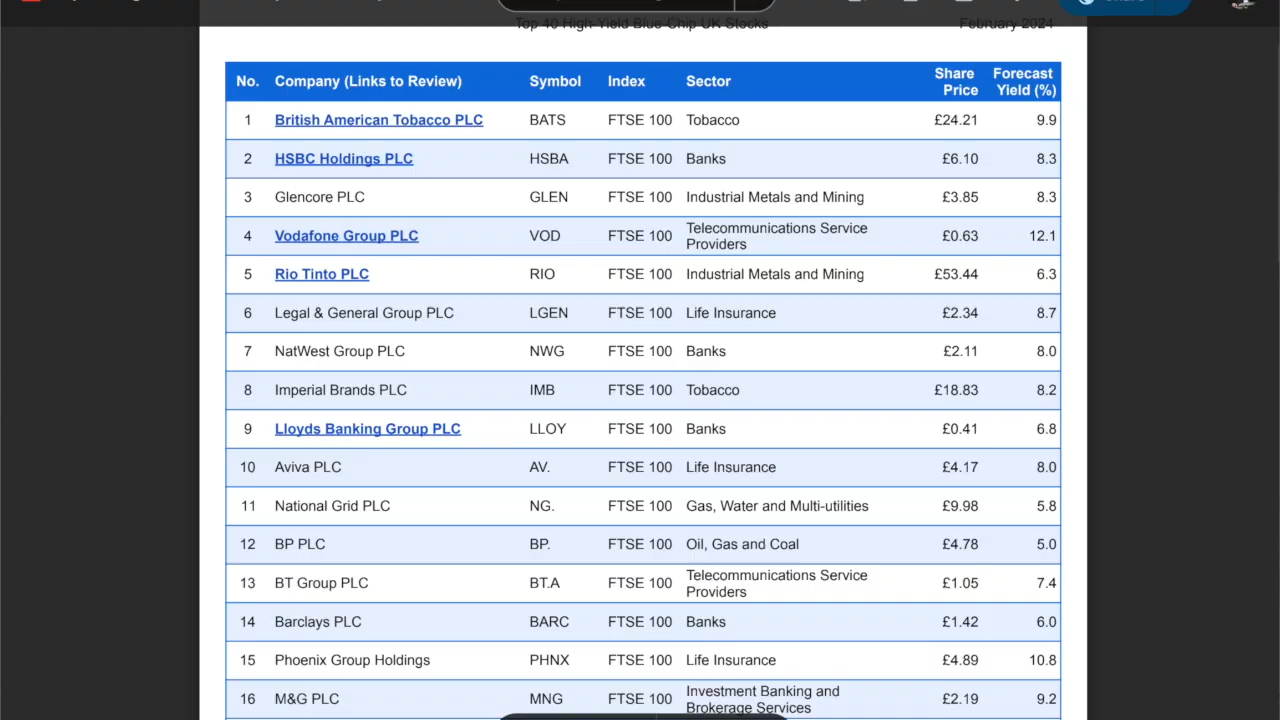 Top 40 High-Yield Blue-Chip UK Stocks February 2024
No. Company (Links to Review) Symbol Index Sector Share Price Forecast Yield (%)
1 British American Tobacco PLC BATS FTSE 100 Tobacco £24.21 9.9
2 HSBC Holdings PLC HSBA FTSE 100 Banks £6.10 8.3
3 Glencore PLC GLEN FTSE 100 Industrial Metals and Mining £3.85 8.3
4 Vodafone Group PLC VOD FTSE 100 Telecommunications Service Providers £0.63 12.1
5 Rio Tinto PLC RIO FTSE 100 Industrial Metals and Mining £53.44 6.3
6 Legal & General Group PLC LGEN FTSE 100 Life Insurance £2.34 8.7
7 NatWest Group PLC NWG FTSE 100 Banks £2.11 8.0
8 Imperial Brands PLC IMB FTSE 100 Tobacco £18.83 8.2
9 Lloyds Banking Group PLC LLOY FTSE 100 Banks £0.41 6.8
10 Aviva PLC AV. FTSE 100 Life Insurance £4.17 8.0
11 National Grid PLC NG. FTSE 100 Gas, Water and Multi-utilities £9.98 5.8
12 BP PLC BP. FTSE 100 Oil, Gas and Coal £4.78 5.0
13 BT Group PLC BT.A FTSE 100 Telecommunications Service Providers £1.05 7.4
14 Barclays PLC BARC FTSE 100 Banks £1.42 6.0
15 Phoenix Group Holdings PHNX FTSE 100 Life Insurance £4.89 10.8
16 M&G PLC MNG FTSE 100 Investment Banking and Brokerage Services £2.19 9.2